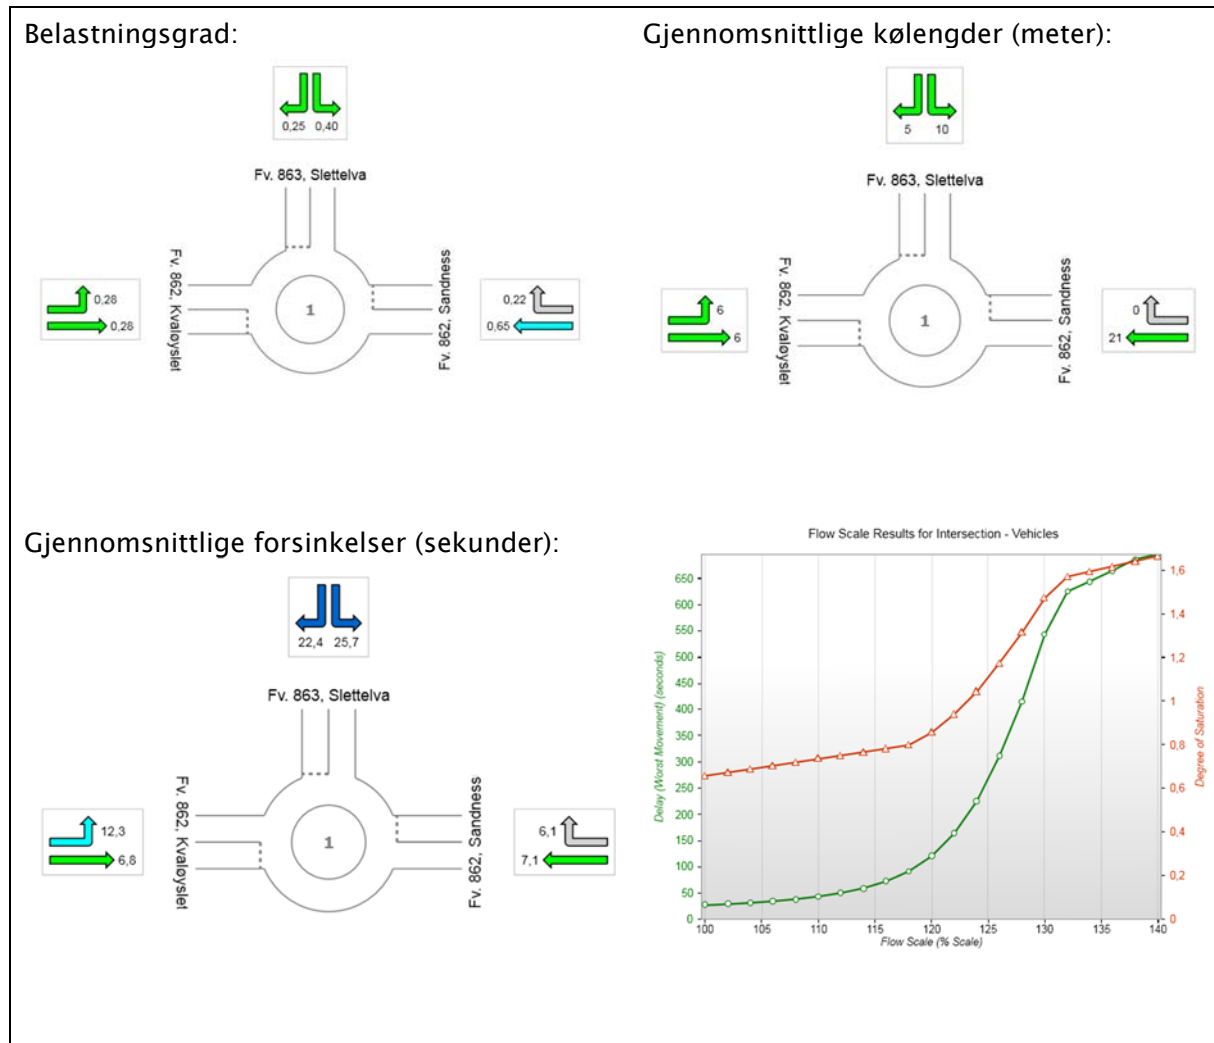 Belastningsgrad:
0,25 0,40
Fv. 863, Slettelva
Fv. 862, Kvaløyslet
0,28
0,28
1
Fv. 862, Sandness
0,22
0,65
Gjennomsnittlige kølengder (meter):
5 10
Fv. 863, Slettelva
Fv. 862, Kvaløyslet
6
6
1
Fv. 862, Sandness
0
21
Gjennomsnittlige forsinkelser (sekunder):
22,4 25,7
Fv. 863, Slettelva
Fv. 862, Kvaløyslet
12,3
6,8
1
Fv. 862, Sandness
6,1
7,1
Flow Scale Results for Intersection - Vehicles
Delay (Worst Movement) (seconds)
650
600
550
500
450
400
350
300
250
200
150
100
50
0
1,6
1,4
1,2
1
0,8
0,6
0,4
0,2
0
Degree of Saturation
100 105 110 115 120 125 130 135 140
Flow Scale (% Scale)